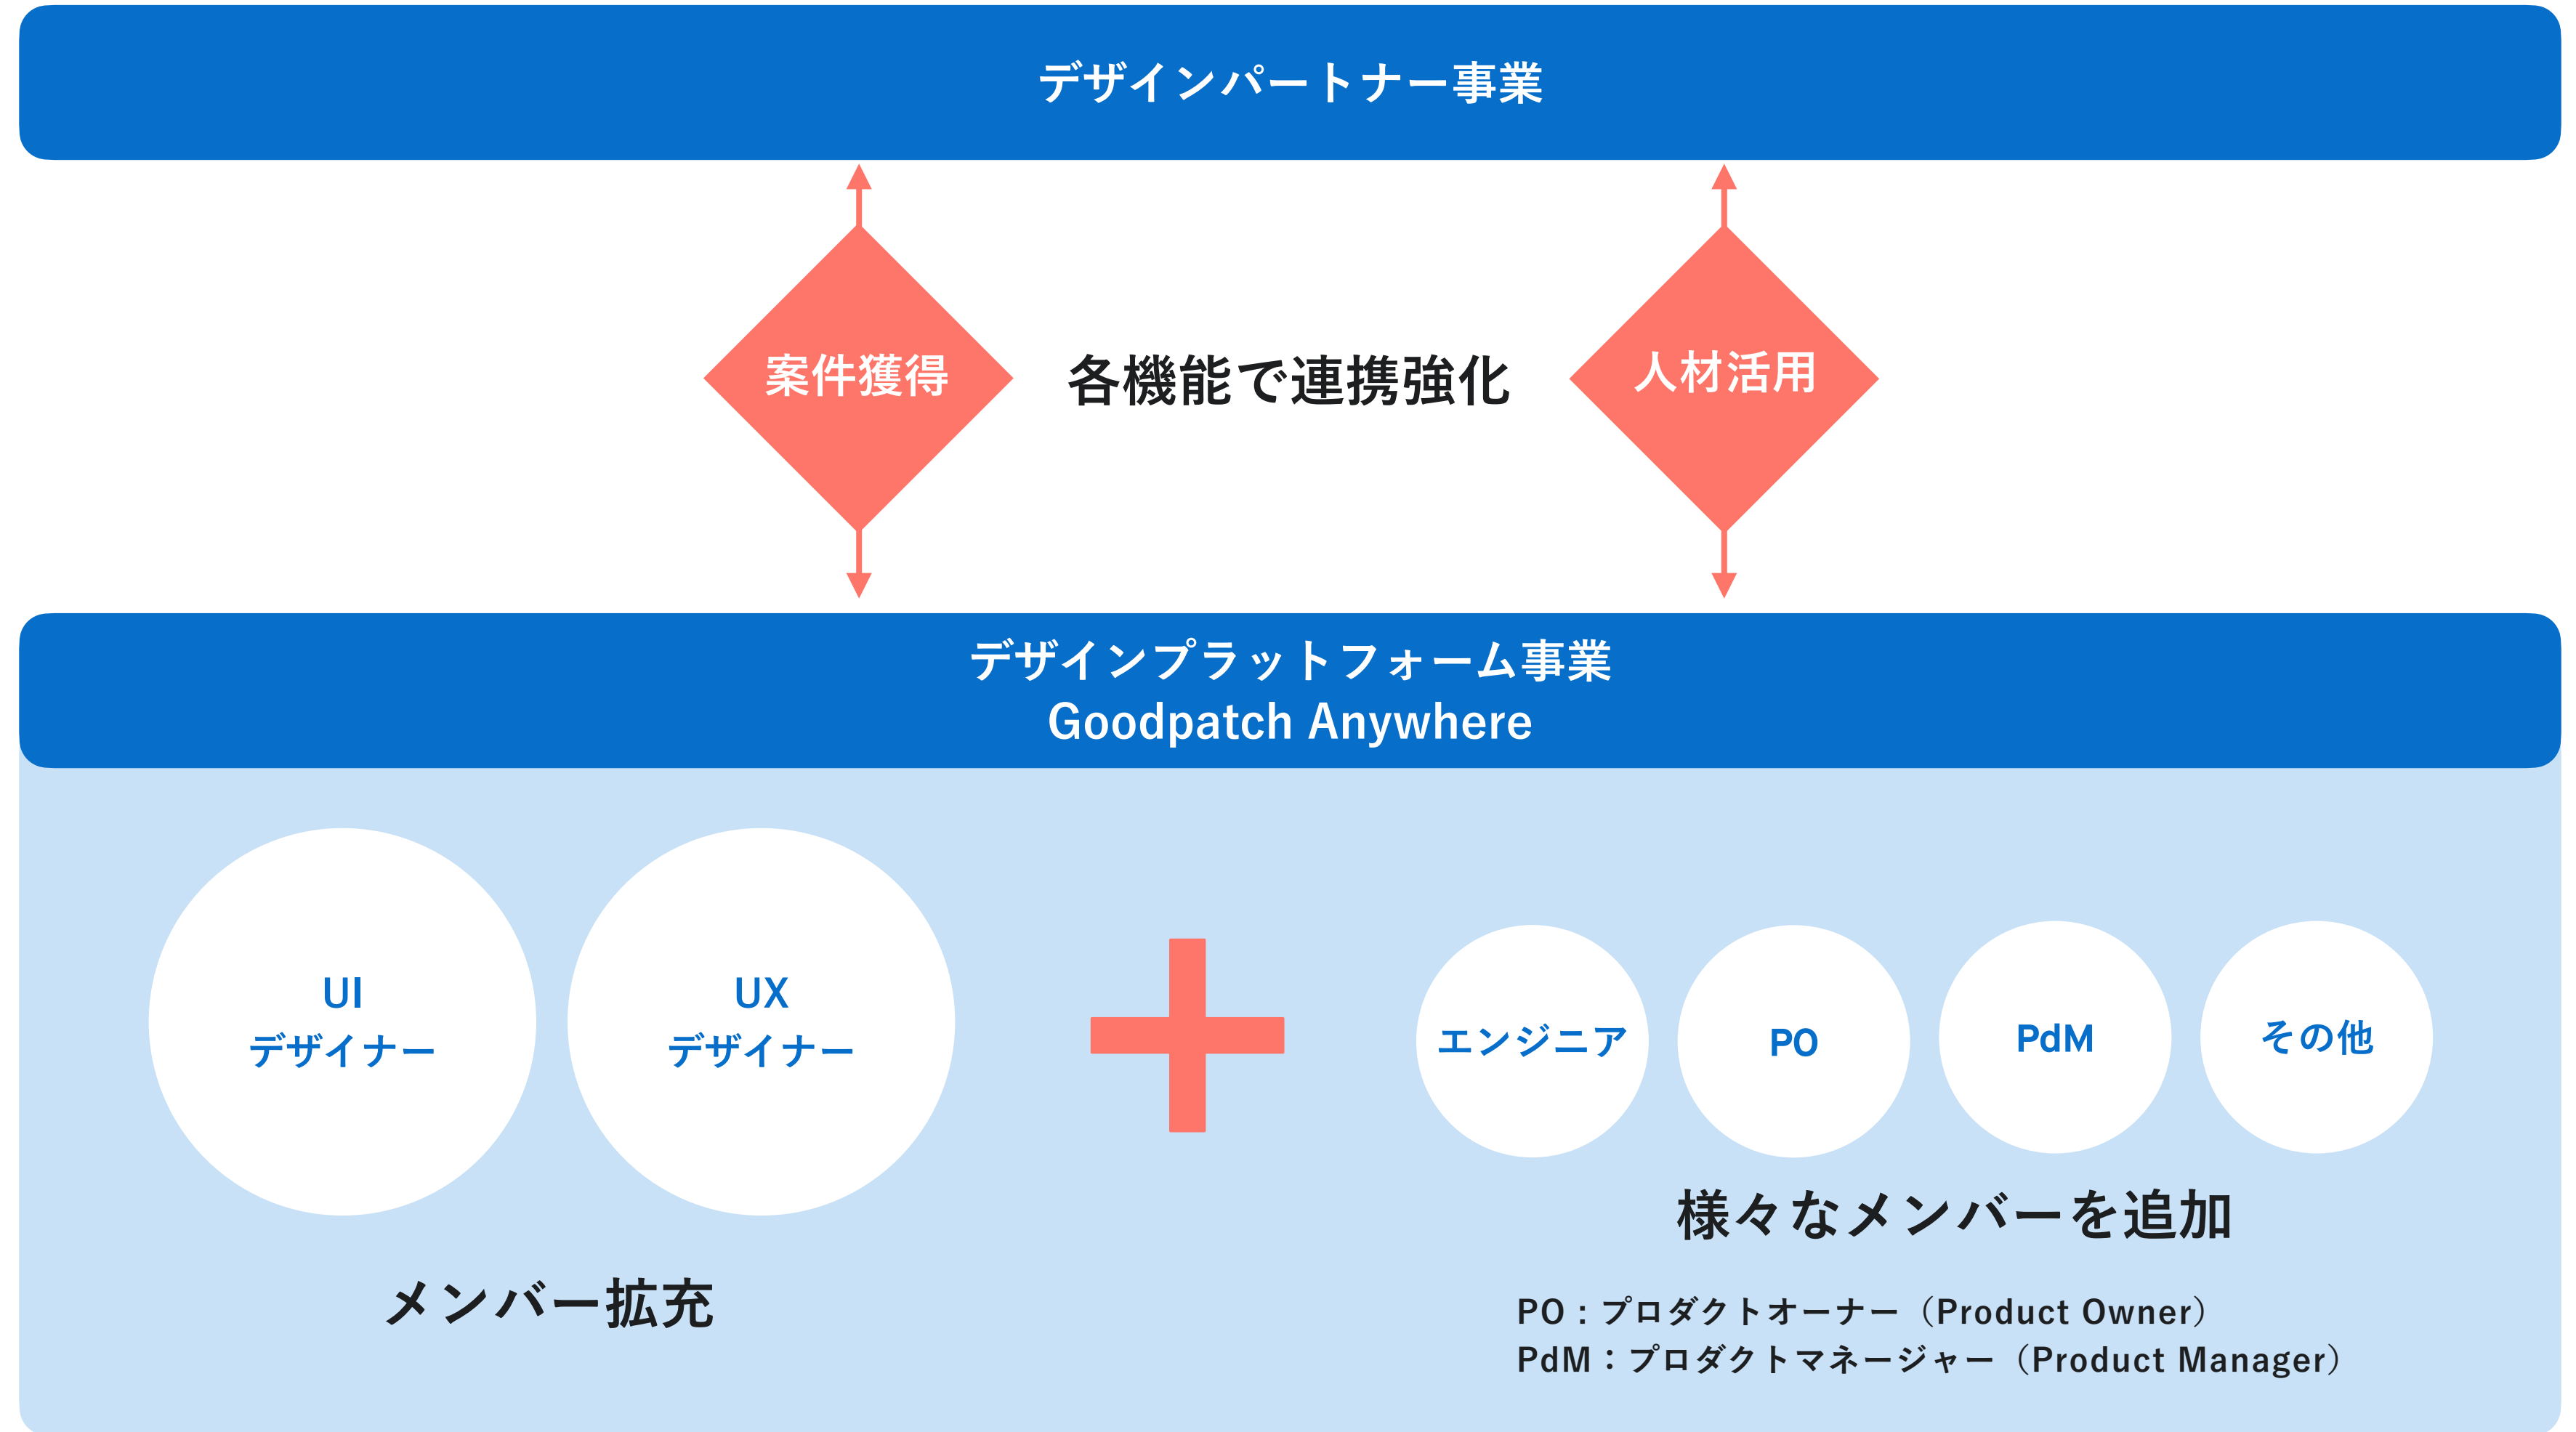 デザインパートナー事業
案件獲得
各機能で連携強化
人材活用
デザインプラットフォーム事業
Goodpatch Anywhere
UI
デザイナー
UX
デザイナー
エンジニア
PO
PdM
その他
メンバー拡充
様々なメンバーを追加
PO：プロダクトオーナー（Product Owner）
PdM：プロダクトマネージャー（Product Manager）